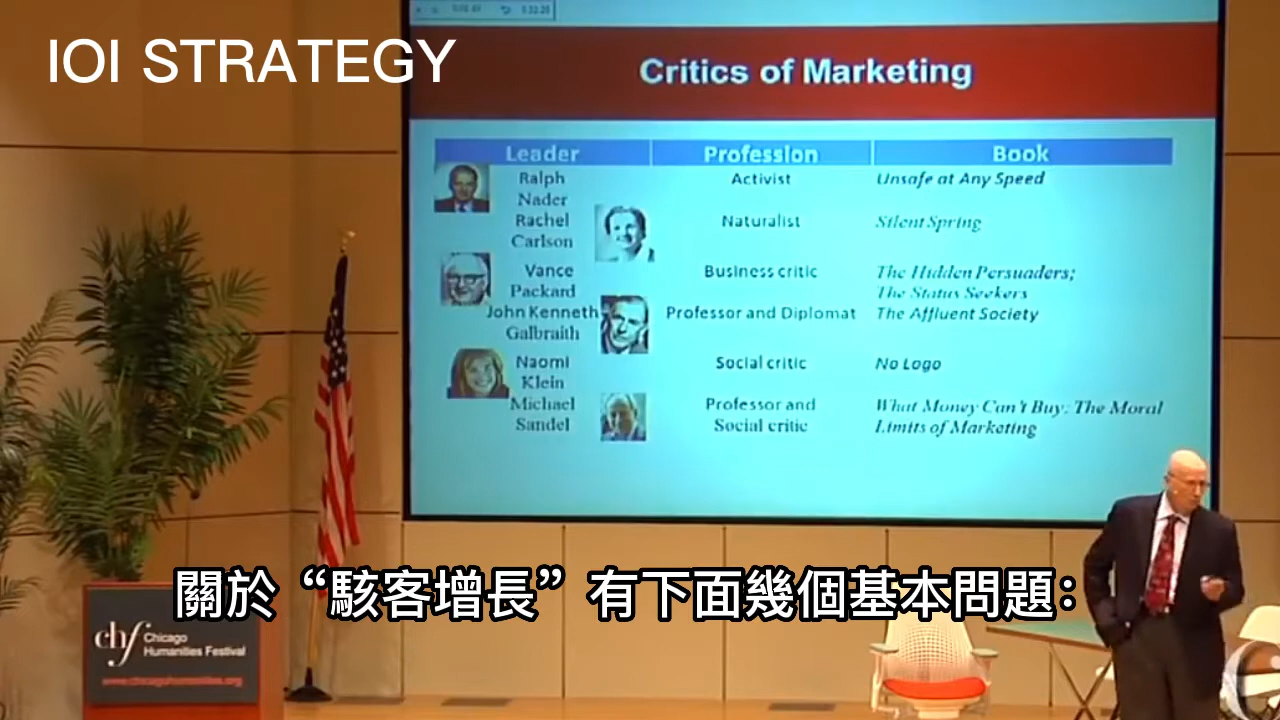 IOI STRATEGY
Critics of Marketing
Leader Profession Book
Ralph Nader Activist Unsafe at Any Speed
Rachel Carlson Naturalist Silent Spring
Vance Packard Business critic The Hidden Persuaders;
The Status Seekers
John Kenneth Galbraith Professor and Diplomat The Affluent Society
Naomi Klein Social critic No Logo
Michael Sandel Professor and Social critic What Money Can't Buy: The Moral
Limits of Marketing
關於“駭客增長”有下面幾個基本問題：
chf Chicago
Humanities Festival
www.chicagohumanities.org